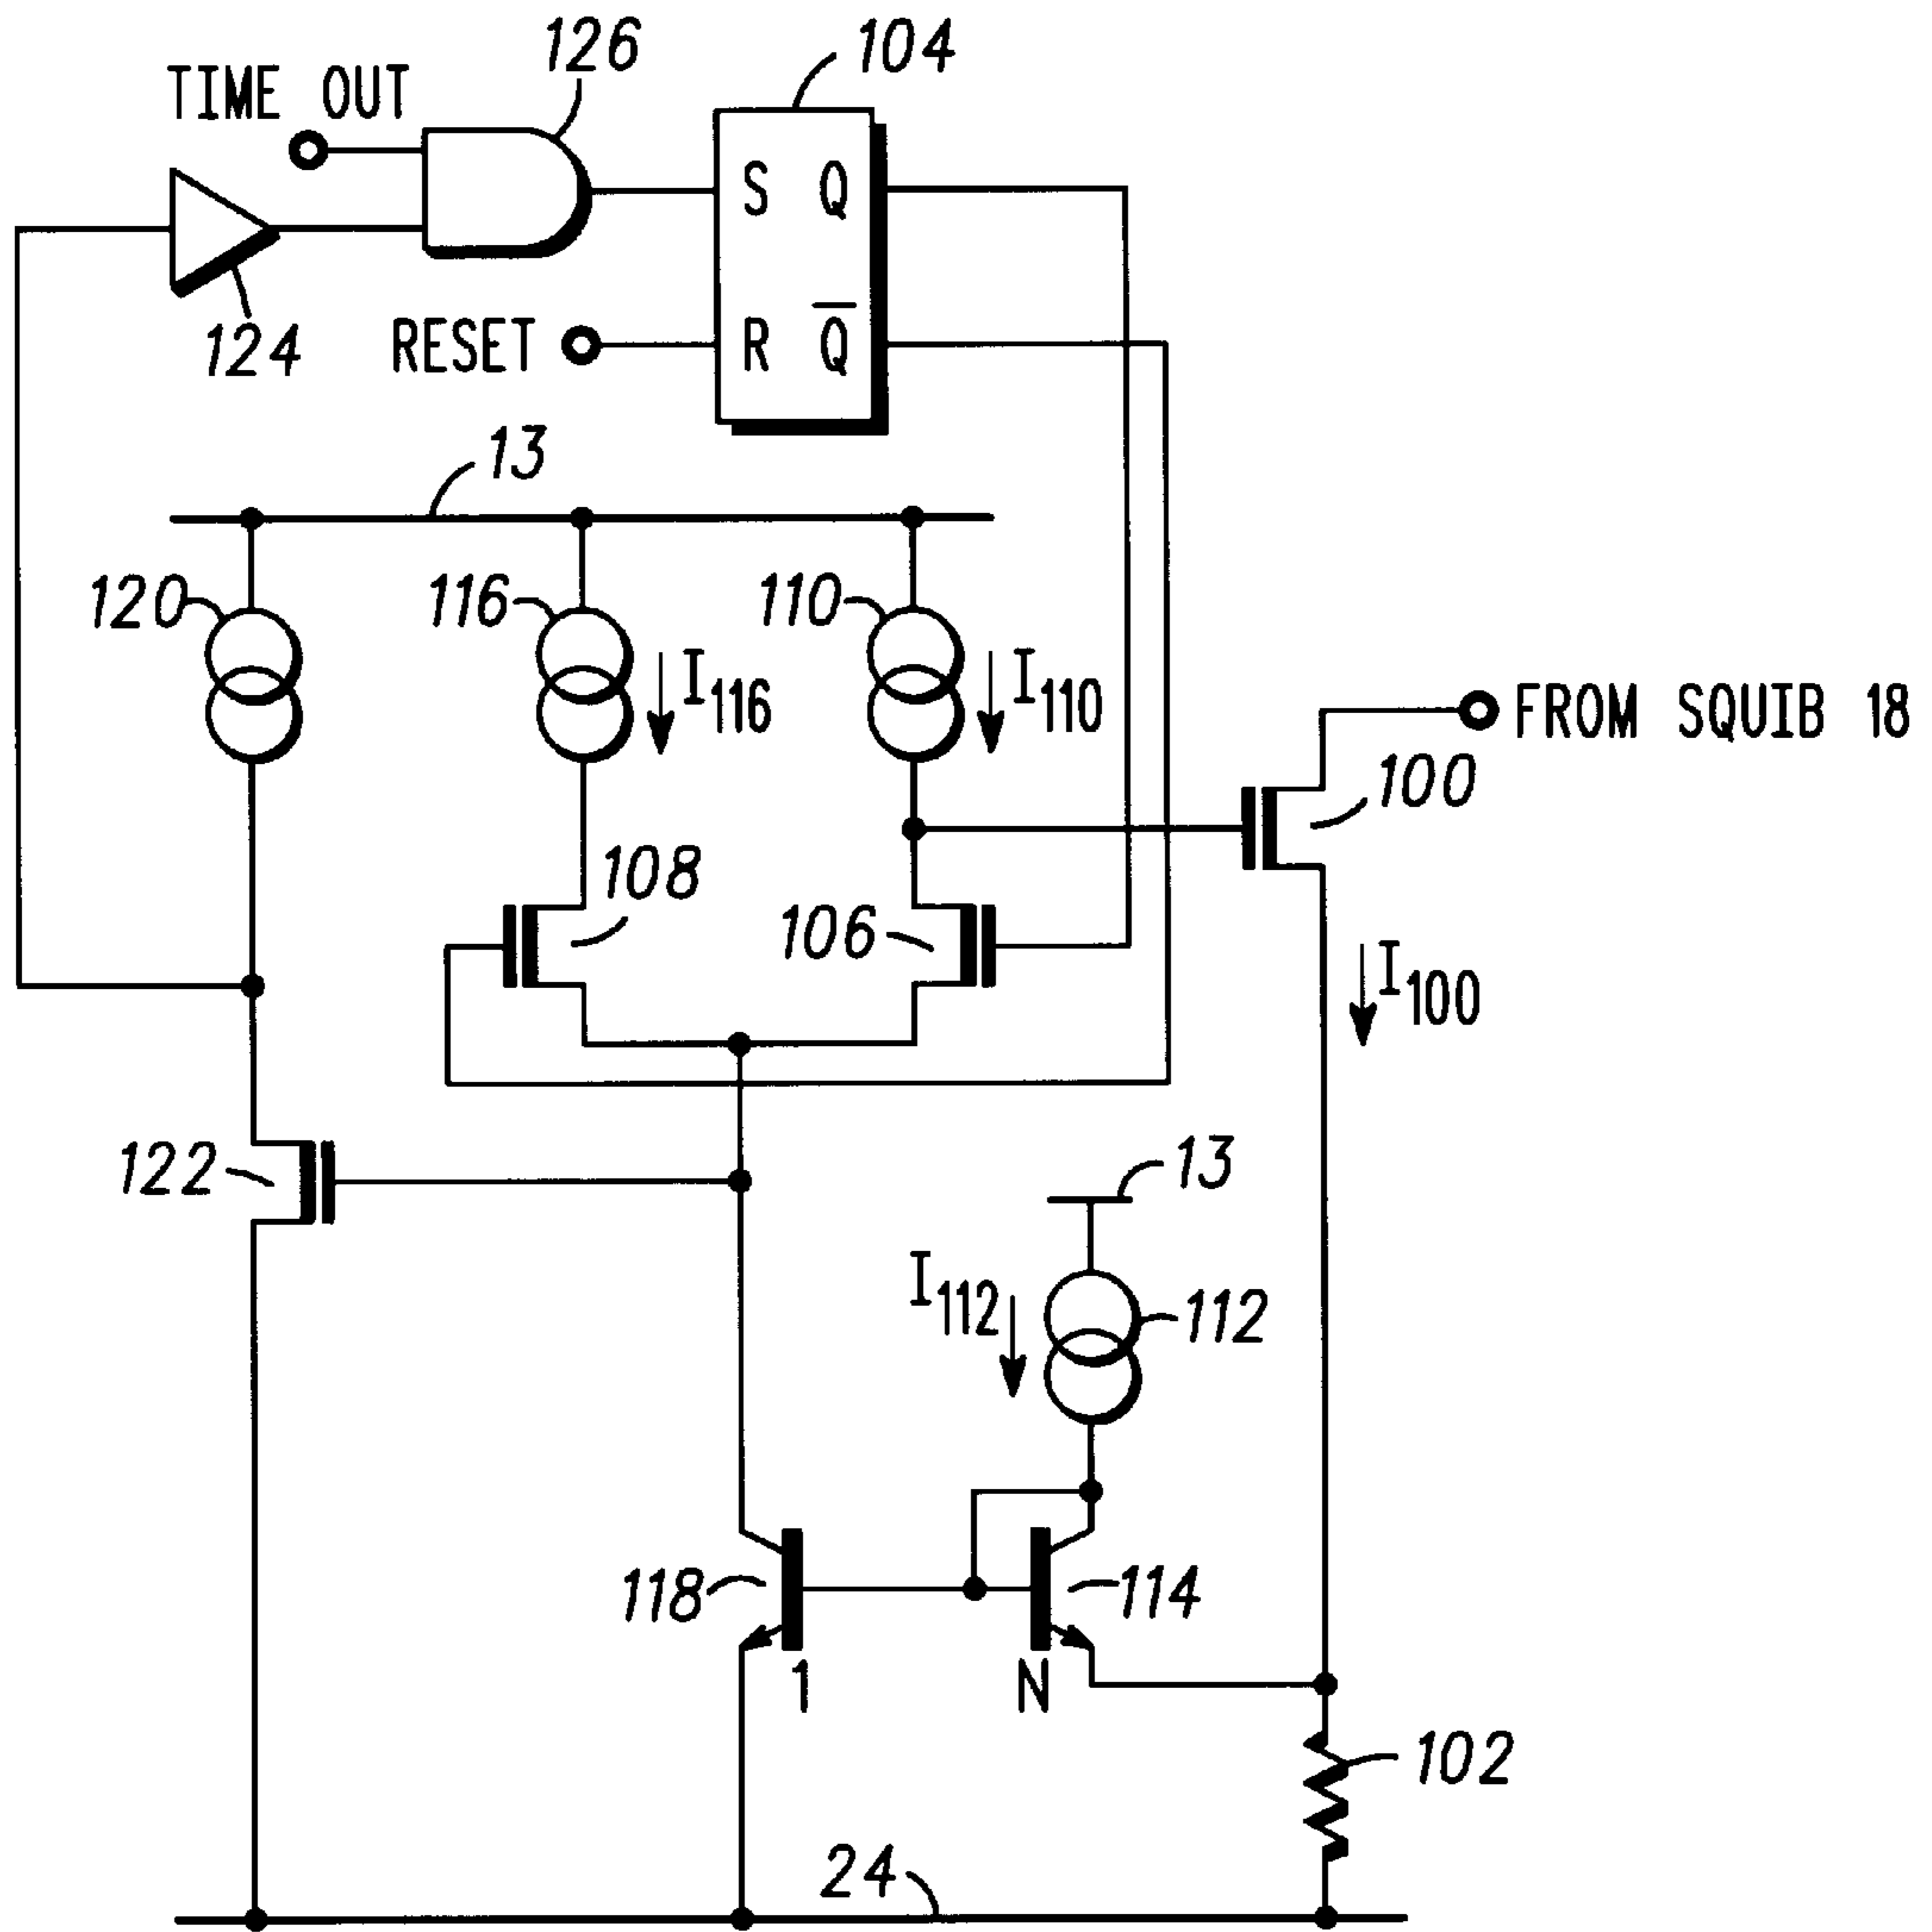 126
104
TIME OUT
S Q
124
RESET
R Q̅
13
120
116
110
I116
I110
FROM SQUIB 18
100
108
106
I100
122
13
I112
112
118
114
1
N
102
24